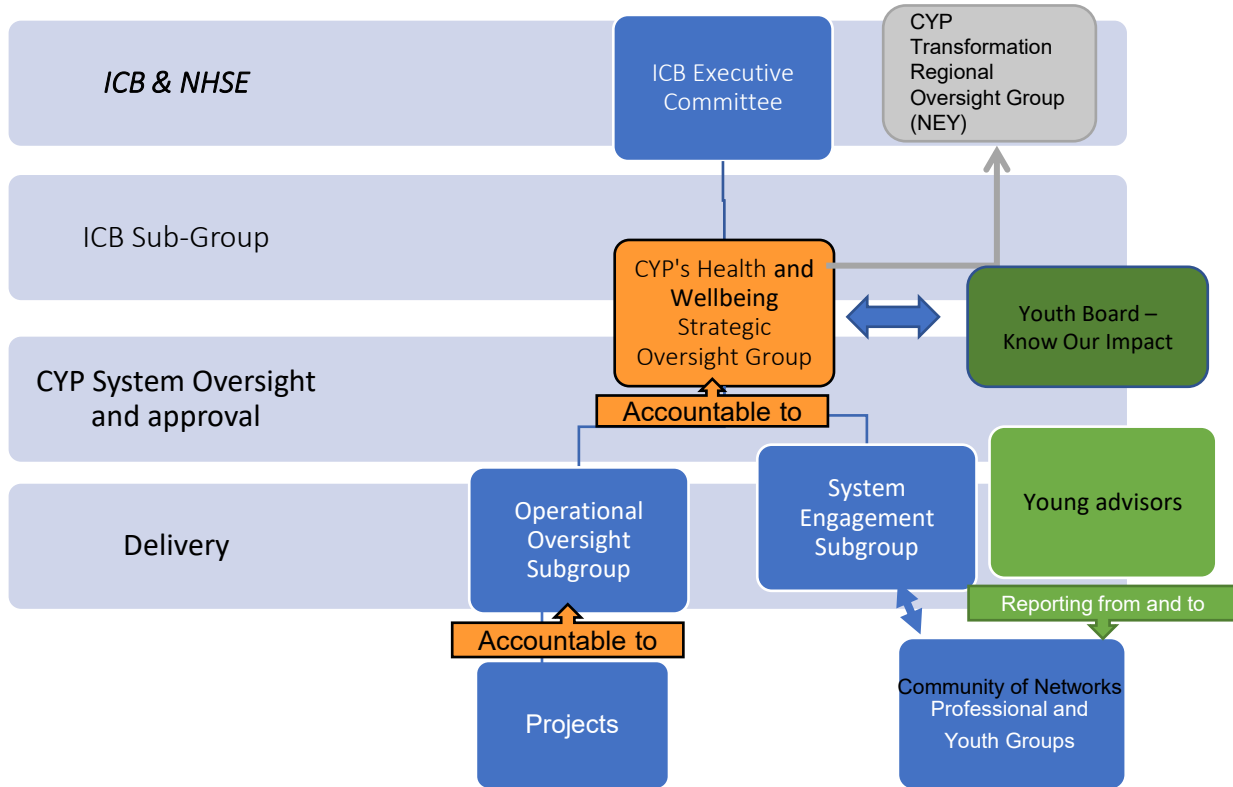 ICB & NHSE
ICB Executive
Committee
CYP
Transformation
Regional
Oversight Group
(NEY)
ICB Sub-Group
CYP's Health and
Wellbeing
Strategic
Oversight Group
Youth Board –
Know Our Impact
CYP System Oversight
and approval
Accountable to
Delivery
Operational
Oversight
Subgroup
System
Engagement
Subgroup
Young advisors
Reporting from and to
Accountable to
Projects
Community of Networks
Professional and
Youth Groups